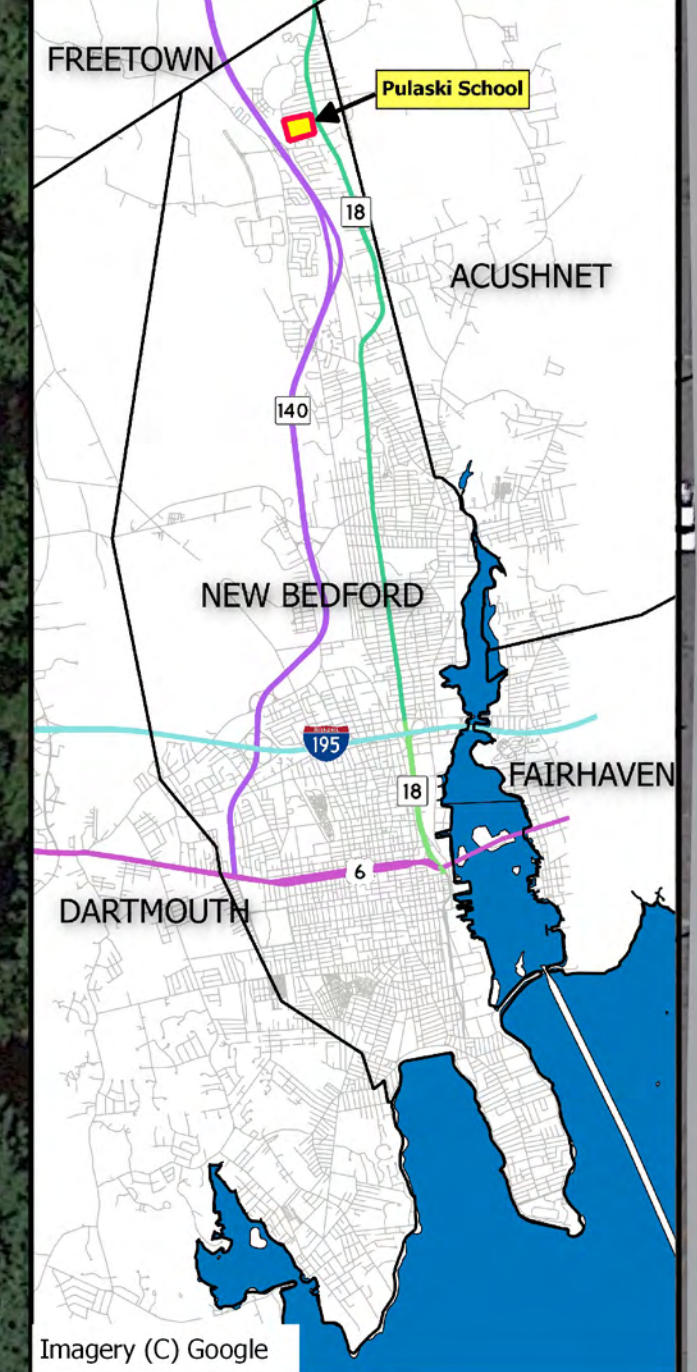 FREETOWN
Pulaski School
18
ACUSHNET
140
NEW BEDFORD
195
FAIRHAVEN
18
6
DARTMOUTH
Imagery (C) Google